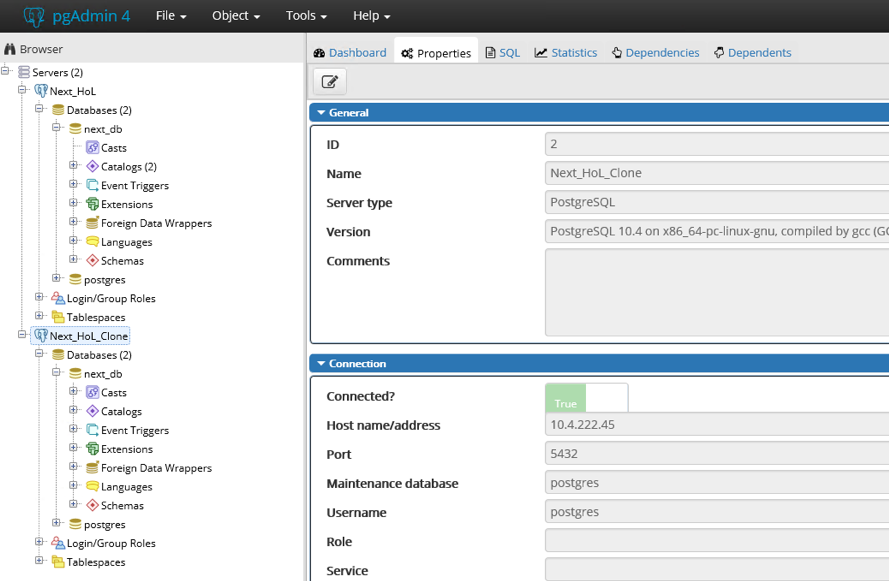 pgAdmin 4 File Object Tools Help
Browser
Dashboard Properties SQL Statistics Dependencies Dependents
Servers (2)
Next_HoL
Databases (2)
next_db
Casts
Catalogs (2)
Event Triggers
Extensions
Foreign Data Wrappers
Languages
Schemas
postgres
Login/Group Roles
Tablespaces
Next_HoL_Clone
Databases (2)
next_db
Casts
Catalogs
Event Triggers
Extensions
Foreign Data Wrappers
Languages
Schemas
postgres
Login/Group Roles
Tablespaces
General
ID 2
Name Next_HoL_Clone
Server type PostgreSQL
Version PostgreSQL 10.4 on x86_64-pc-linux-gnu, compiled by gcc (GC
Comments
Connection
Connected? True
Host name/address 10.4.222.45
Port 5432
Maintenance database postgres
Username postgres
Role
Service